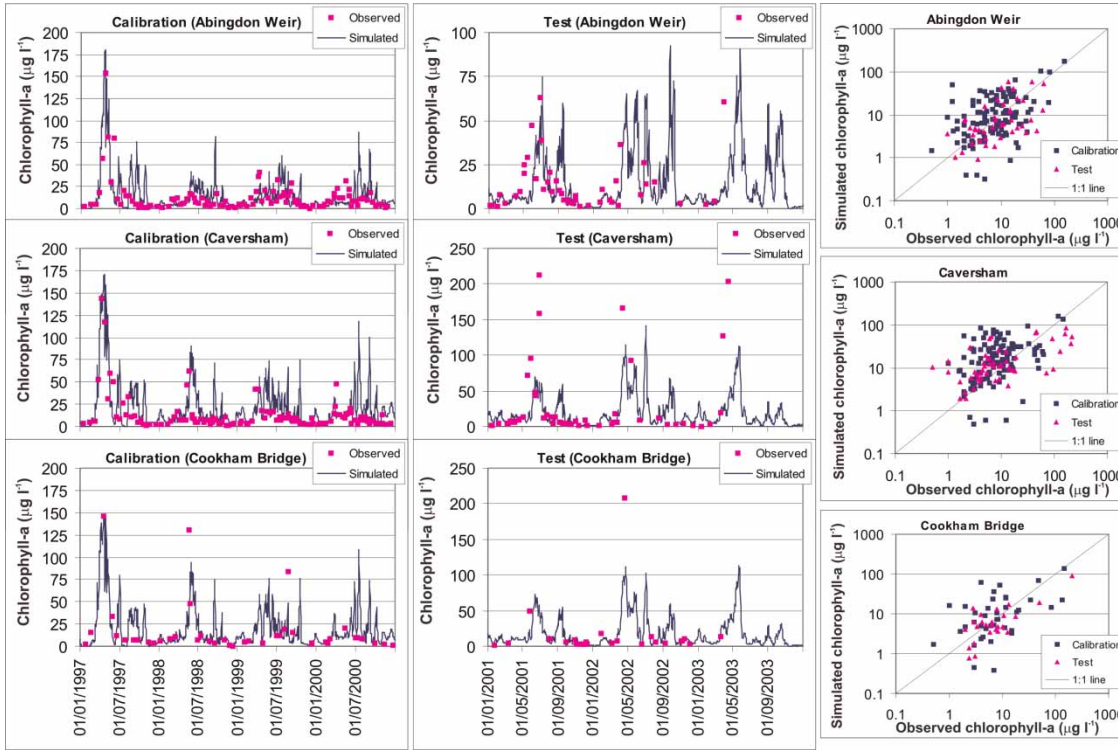 Calibration (Abingdon Weir)
Observed
Simulated
Chlorophyll-a (µg l⁻¹)
200
175
150
125
100
75
50
25
0
Test (Abingdon Weir)
Observed
Simulated
Chlorophyll-a (µg l⁻¹)
100
75
50
25
0
Abingdon Weir
Simulated chlorophyll-a (µg l⁻¹)
1000
100
10
1
0.1
Calibration
Test
1:1 line
0.1 1 10 100 1000
Observed chlorophyll-a (µg l⁻¹)
Calibration (Caversham)
Observed
Simulated
Chlorophyll-a (µg l⁻¹)
200
175
150
125
100
75
50
25
0
Test (Caversham)
Observed
Simulated
Chlorophyll-a (µg l⁻¹)
250
200
150
100
50
0
Caversham
Simulated chlorophyll-a (µg l⁻¹)
1000
100
10
1
0.1
Calibration
Test
1:1 line
0.1 1 10 100 1000
Observed chlorophyll-a (µg l⁻¹)
Calibration (Cookham Bridge)
Observed
Simulated
Chlorophyll-a (µg l⁻¹)
200
175
150
125
100
75
50
25
0
01/01/1997
01/07/1997
01/01/1998
01/07/1998
01/01/1999
01/07/1999
01/01/2000
01/07/2000
Test (Cookham Bridge)
Observed
Simulated
Chlorophyll-a (µg l⁻¹)
250
200
150
100
50
0
01/01/2001
01/05/2001
01/09/2001
01/01/2002
01/05/2002
01/09/2002
01/01/2003
01/05/2003
01/09/2003
Cookham Bridge
Simulated chlorophyll-a (µg l⁻¹)
1000
100
10
1
0.1
Calibration
Test
1:1 line
0.1 1 10 100 1000
Observed chlorophyll-a (µg l⁻¹)